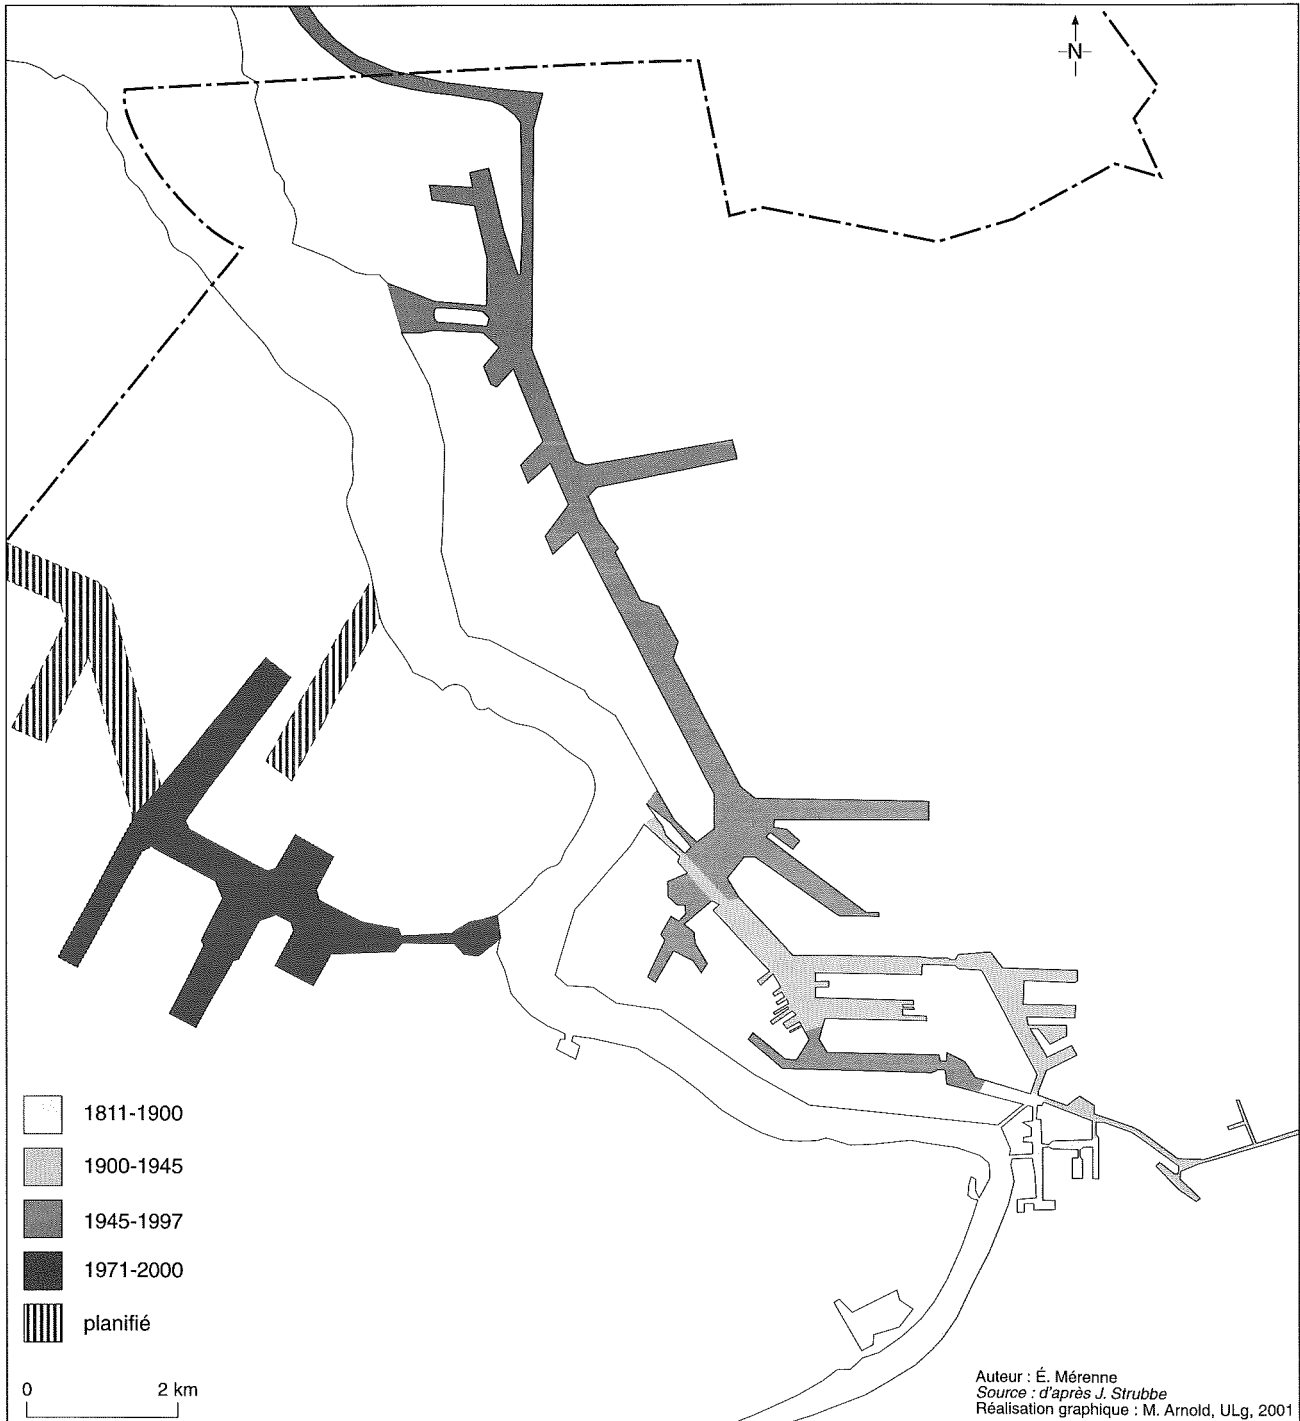 N
1811-1900
1900-1945
1945-1997
1971-2000
planifié
0 2 km
Auteur : É. Mérenne
Source : d'après J. Strubbe
Réalisation graphique : M. Arnold, ULg, 2001